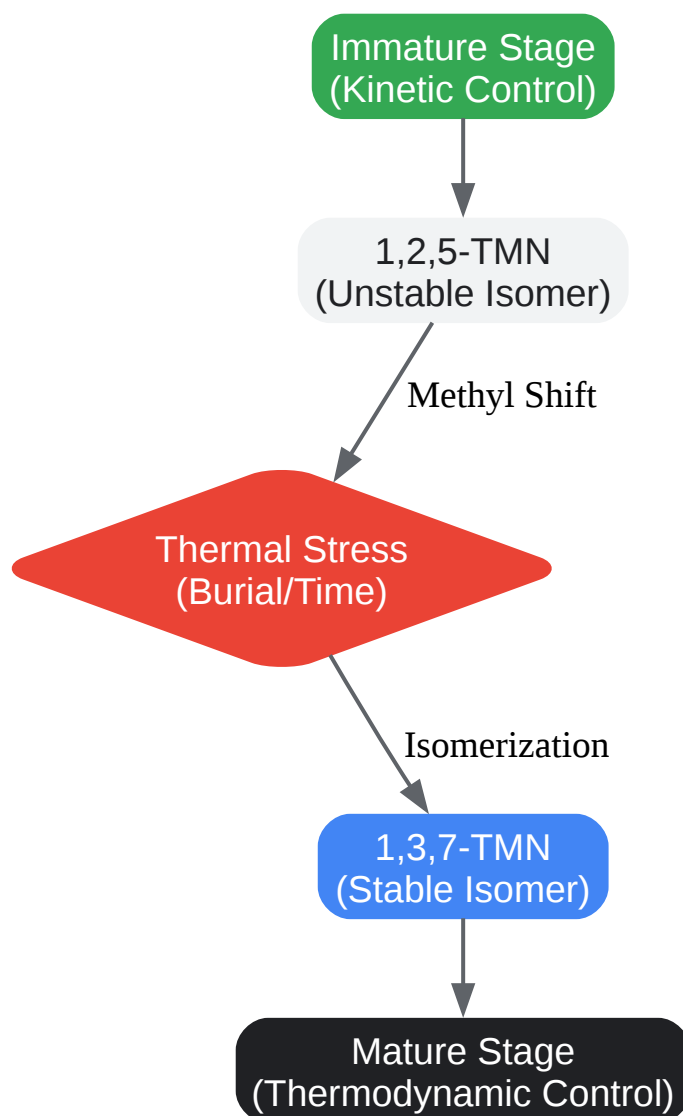 Immature Stage
(Kinetic Control)
1,2,5-TMN
(Unstable Isomer)
Methyl Shift
Thermal Stress
(Burial/Time)
Isomerization
1,3,7-TMN
(Stable Isomer)
Mature Stage
(Thermodynamic Control)